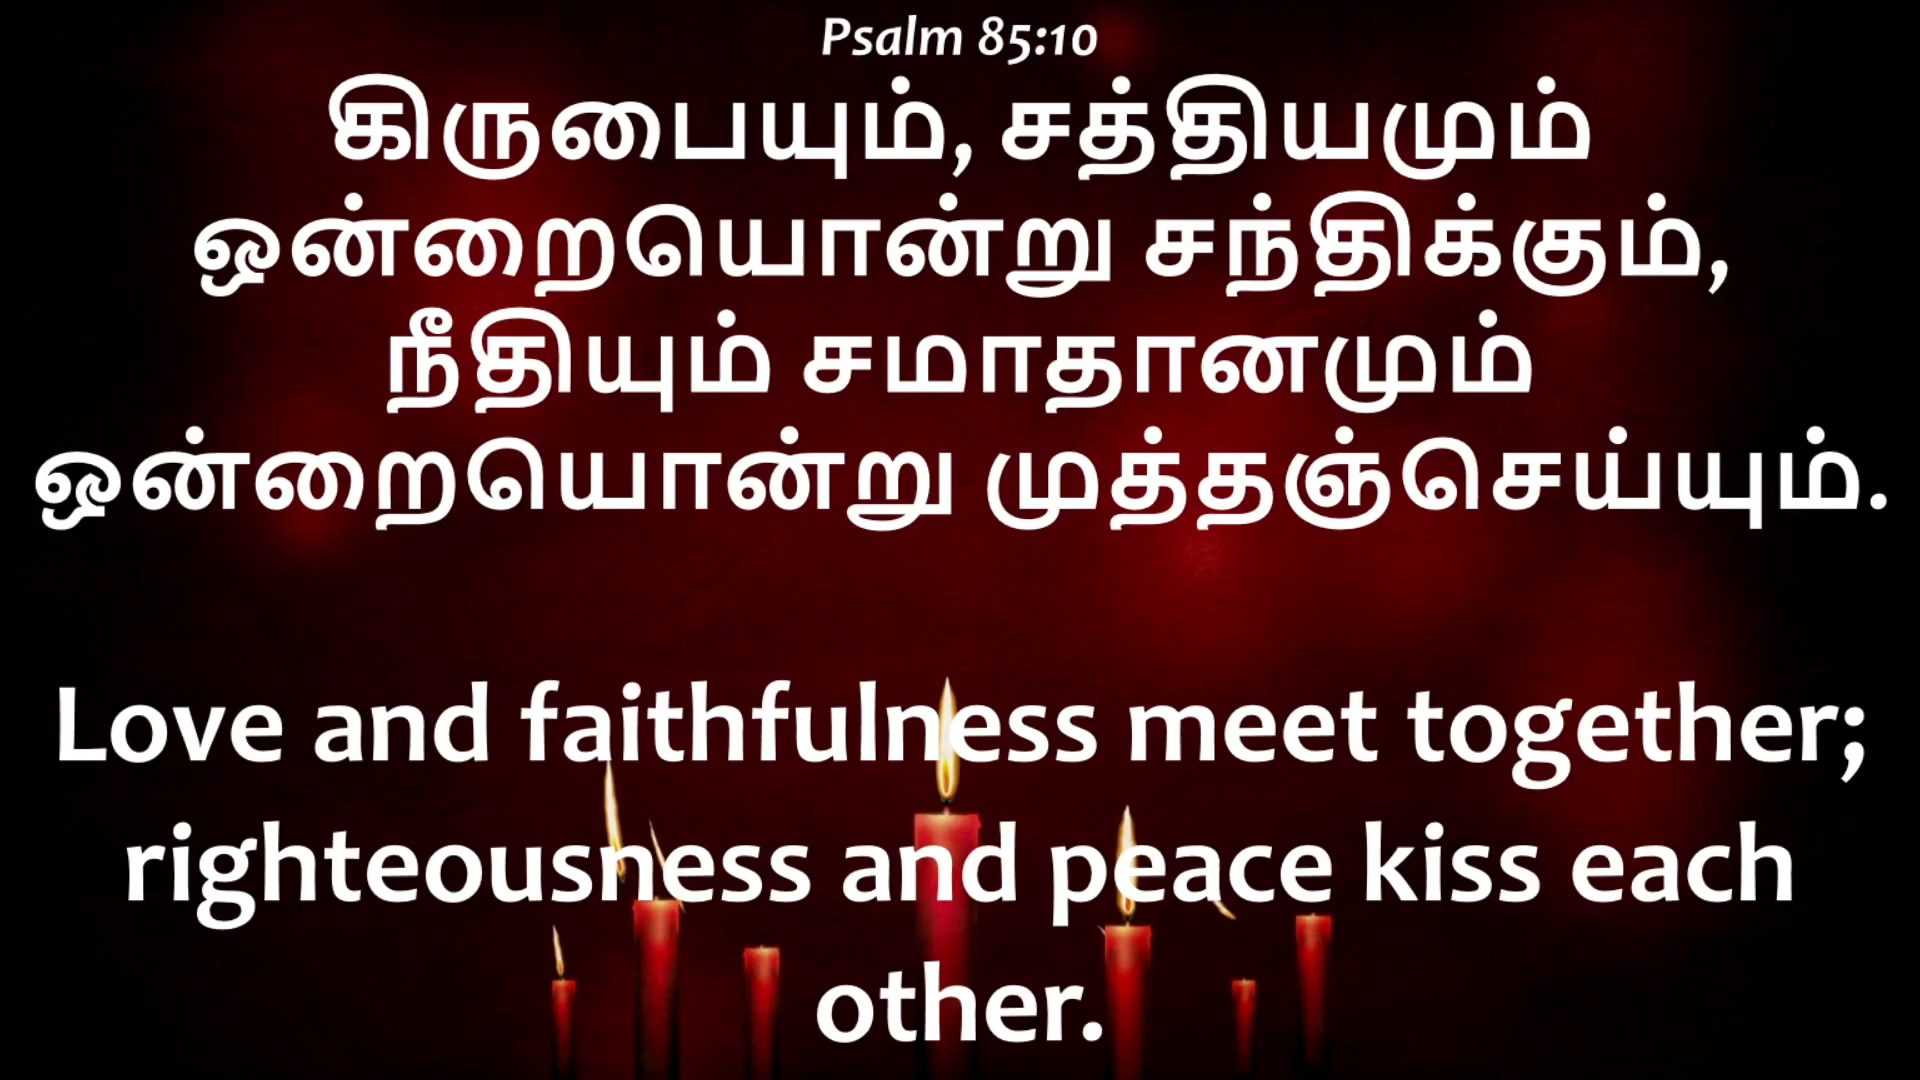 Psalm 85:10
கிருபையும், சத்தியமும்
ஒன்றையொன்று சந்திக்கும்,
நீதியும் சமாதானமும்
ஒன்றையொன்று முத்தஞ்செய்யும்.
Love and faithfulness meet together;
righteousness and peace kiss each
other.